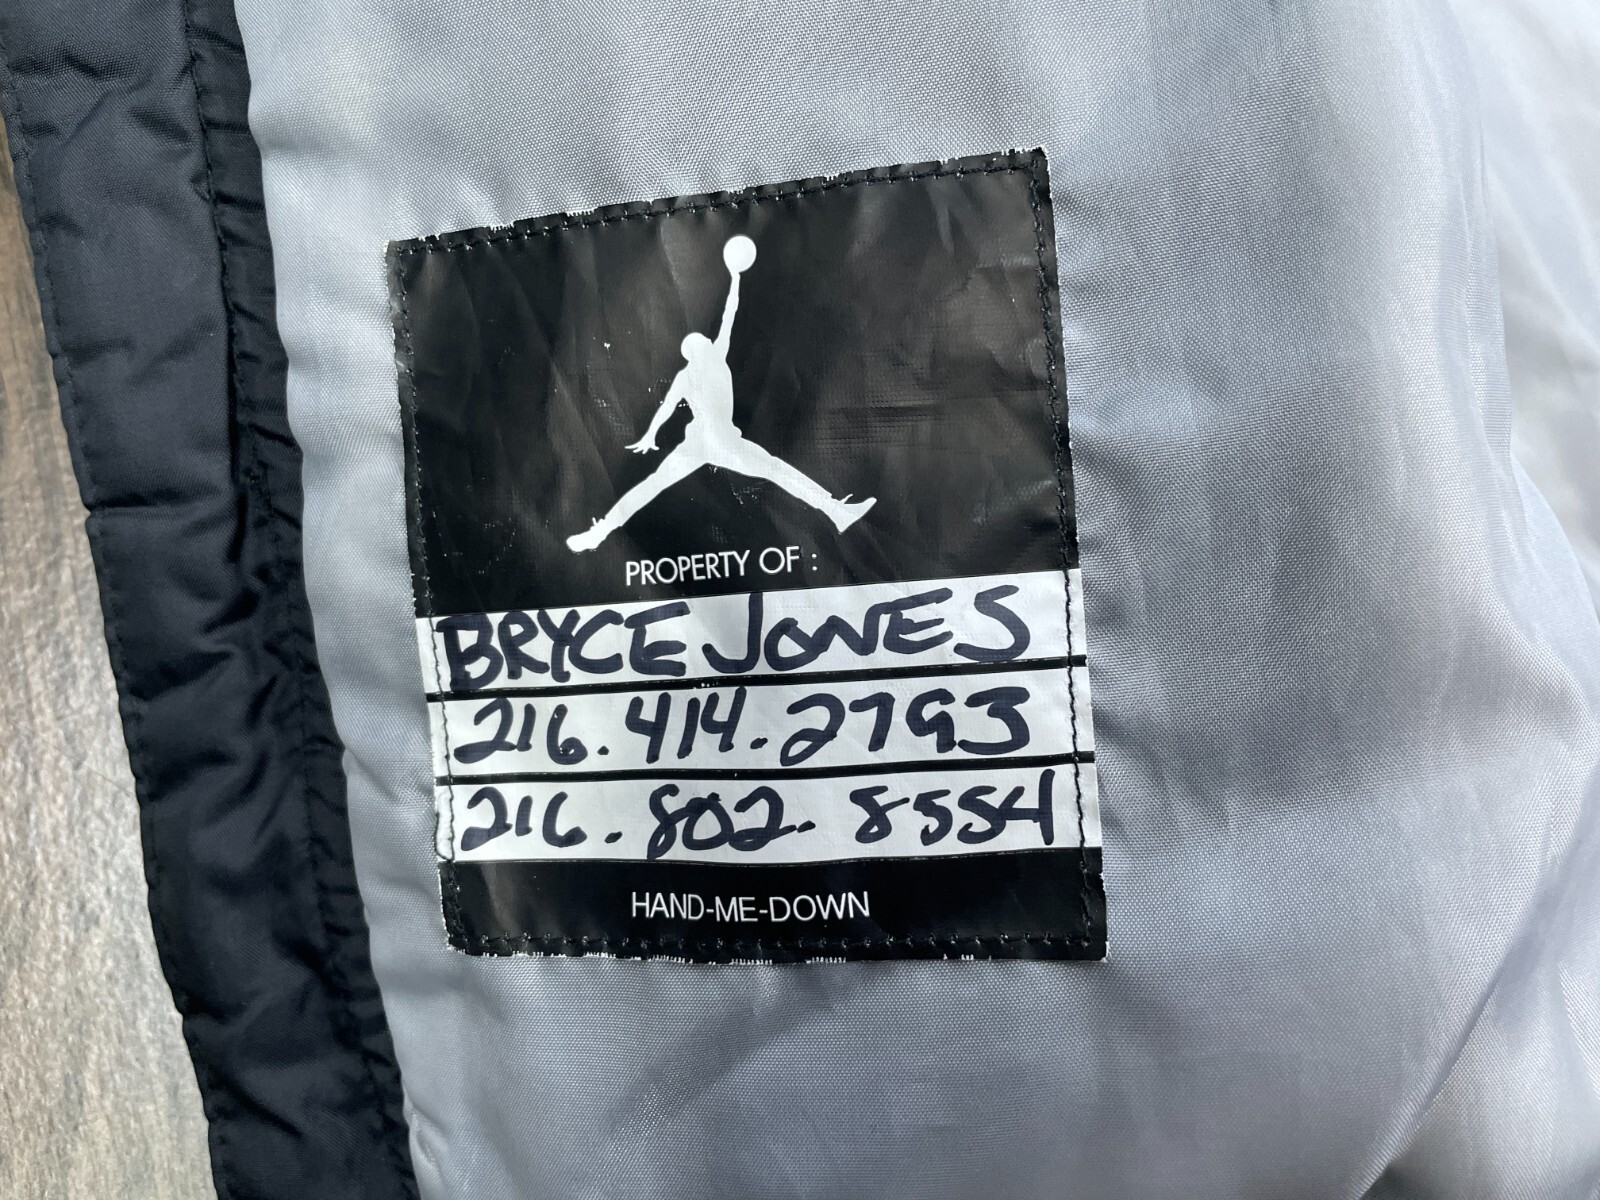 PROPERTY OF :
BRYCE JONES
216.414.2793
216.802.8554
HAND-ME-DOWN